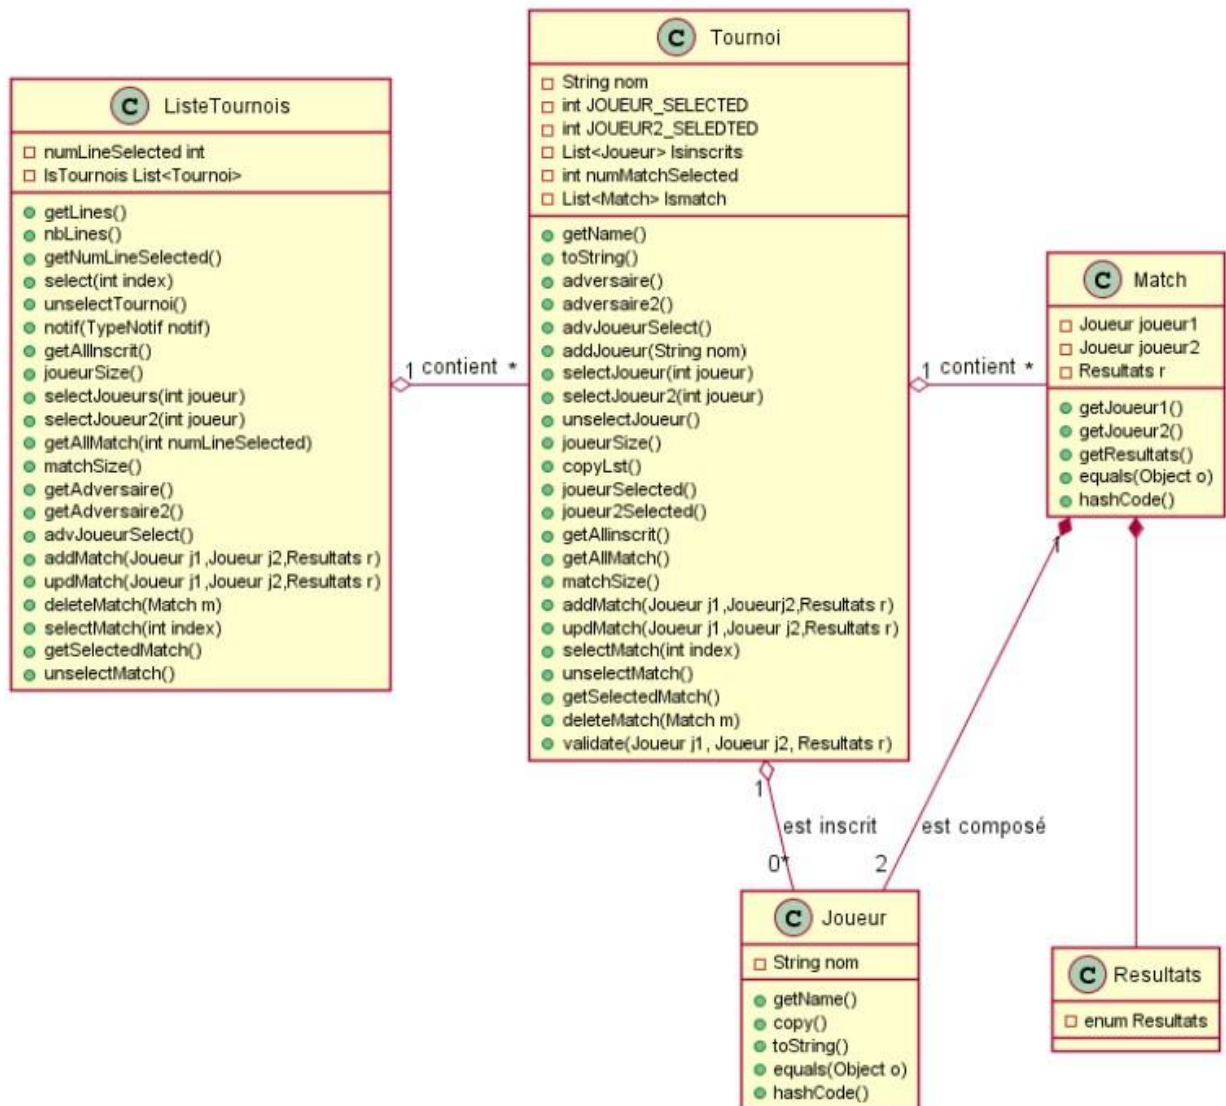 C ListeTournois
numLineSelected int
lsTournois List<Tournoi>
getLines()
nbLines()
getNumLineSelected()
select(int index)
unselectTournoi()
notif(TypeNotif notif)
getAllInscrit()
joueurSize()
selectJoueurs(int joueur)
selectJoueur2(int joueur)
getAllMatch(int numLineSelected)
matchSize()
getAdversaire()
getAdversaire2()
advJoueurSelect()
addMatch(Joueur j1,Joueur j2,Resultats r)
updMatch(Joueur j1,Joueur j2,Resultats r)
deleteMatch(Match m)
selectMatch(int index)
getSelectedMatch()
unselectMatch()
1 contient *
C Tournoi
String nom
int JOUEUR_SELECTED
int JOUEUR2_SELEDTED
List<Joueur> lsinscrits
int numMatchSelected
List<Match> lsmatch
getName()
toString()
adversaire()
adversaire2()
advJoueurSelect()
addJoueur(String nom)
selectJoueur(int joueur)
selectJoueur2(int joueur)
unselectJoueur()
joueurSize()
copyLst()
joueurSelected()
joueur2Selected()
getAllinscrit()
getAllMatch()
matchSize()
addMatch(Joueur j1,Joueurj2,Resultats r)
updMatch(Joueur j1,Joueur j2,Resultats r)
selectMatch(int index)
unselectMatch()
getSelectedMatch()
deleteMatch(Match m)
validate(Joueur j1, Joueur j2, Resultats r)
1 contient *
C Match
Joueur joueur1
Joueur joueur2
Resultats r
getJoueur1()
getJoueur2()
getResultats()
equals(Object o)
hashCode()
1
est inscrit
0*
1
est composé
2
C Joueur
String nom
getName()
copy()
toString()
equals(Object o)
hashCode()
C Resultats
enum Resultats